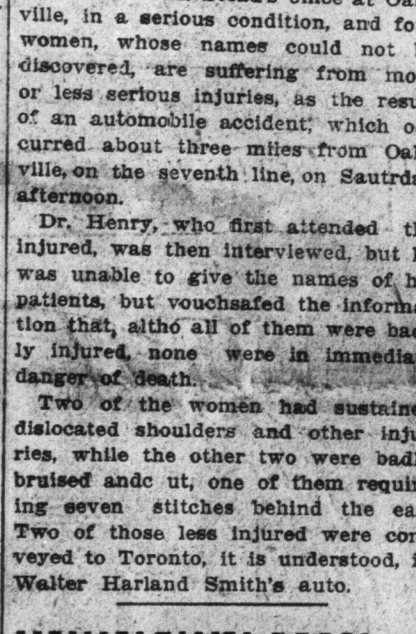 ville, in a serious condition, and fo
women, whose names could not
discovered, are suffering from mo
or less serious injuries, as the resu
of an automobile accident, which o
curred about three miles from Oa
ville, on the seventh line, on Sautrda
afternoon.
Dr. Henry, who first attended t
injured, was then interviewed, but
was unable to give the names of h
patients, but vouchsafed the informa
tion that, altho all of them were bad
ly injured, none were in immedia
danger of death.
Two of the women had sustaine
dislocated shoulders and other inju
ries, while the other two were badl
bruised andc ut, one of them requir
ing seven stitches behind the ea
Two of those less injured were con
veyed to Toronto, it is understood, i
Walter Harland Smith's auto.